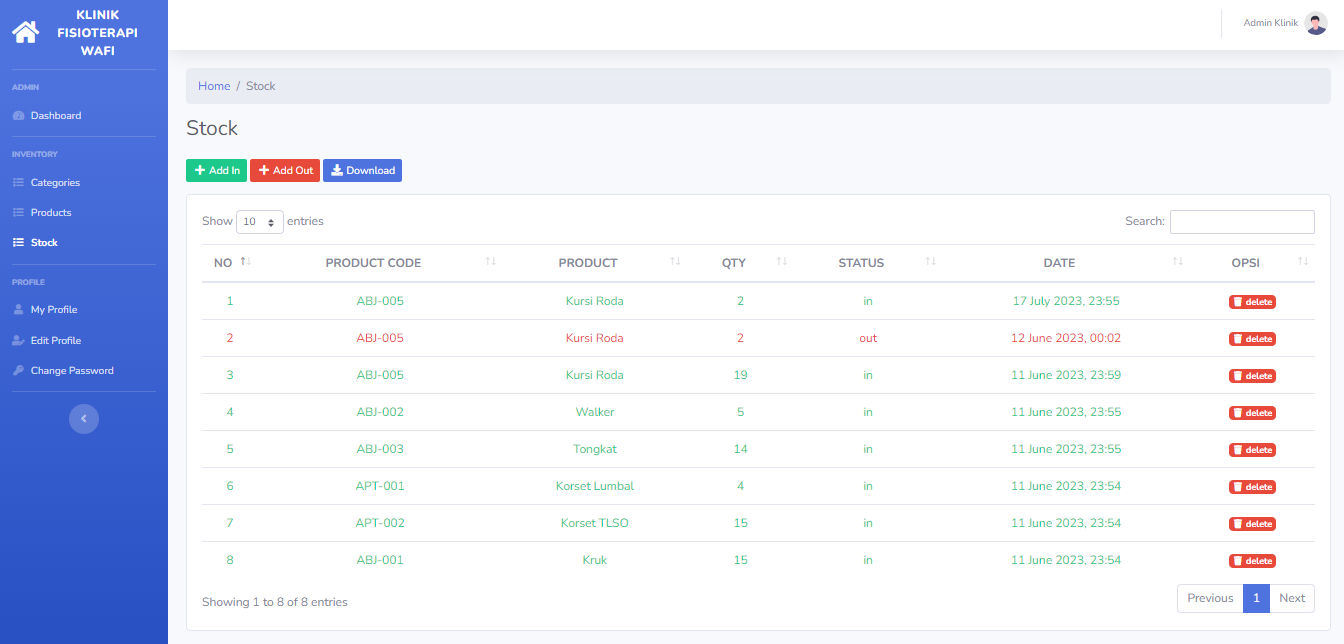 KLINIK
FISIOTERAPI
WAFI
ADMIN
Dashboard
INVENTORY
Categories
Products
Stock
PROFILE
My Profile
Edit Profile
Change Password
Admin Klinik
Home / Stock
Stock
Add In Add Out Download
Show 10 entries Search:
NO PRODUCT CODE PRODUCT QTY STATUS DATE OPSI
1 ABJ-005 Kursi Roda 2 in 17 July 2023, 23:55 delete
2 ABJ-005 Kursi Roda 2 out 12 June 2023, 00:02 delete
3 ABJ-005 Kursi Roda 19 in 11 June 2023, 23:59 delete
4 ABJ-002 Walker 5 in 11 June 2023, 23:55 delete
5 ABJ-003 Tongkat 14 in 11 June 2023, 23:55 delete
6 APT-001 Korset Lumbal 4 in 11 June 2023, 23:54 delete
7 APT-002 Korset TLSO 15 in 11 June 2023, 23:54 delete
8 ABJ-001 Kruk 15 in 11 June 2023, 23:54 delete
Showing 1 to 8 of 8 entries Previous 1 Next